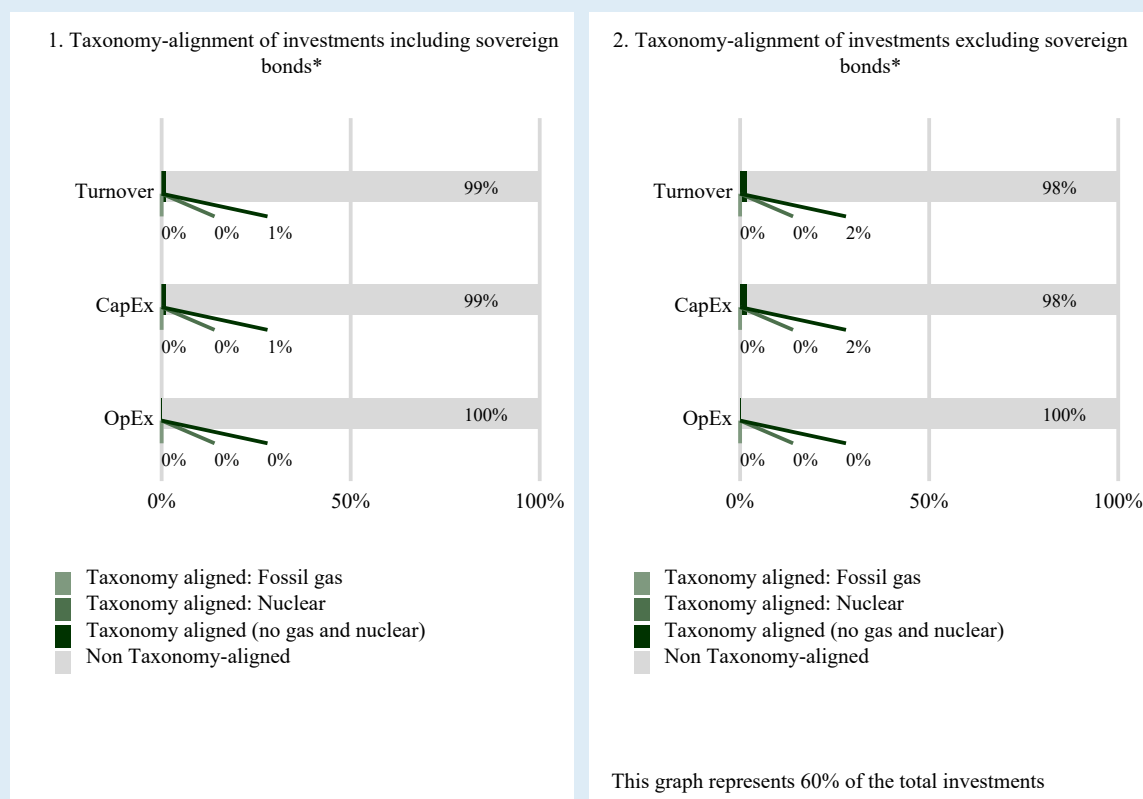 1. Taxonomy-alignment of investments including sovereign
bonds*
Turnover
99%
0% 0% 1%
CapEx
99%
0% 0% 1%
OpEx
100%
0% 0% 0%
0% 50% 100%
Taxonomy aligned: Fossil gas
Taxonomy aligned: Nuclear
Taxonomy aligned (no gas and nuclear)
Non Taxonomy-aligned
2. Taxonomy-alignment of investments excluding sovereign
bonds*
Turnover
98%
0% 0% 2%
CapEx
98%
0% 0% 2%
OpEx
100%
0% 0% 0%
0% 50% 100%
Taxonomy aligned: Fossil gas
Taxonomy aligned: Nuclear
Taxonomy aligned (no gas and nuclear)
Non Taxonomy-aligned
This graph represents 60% of the total investments